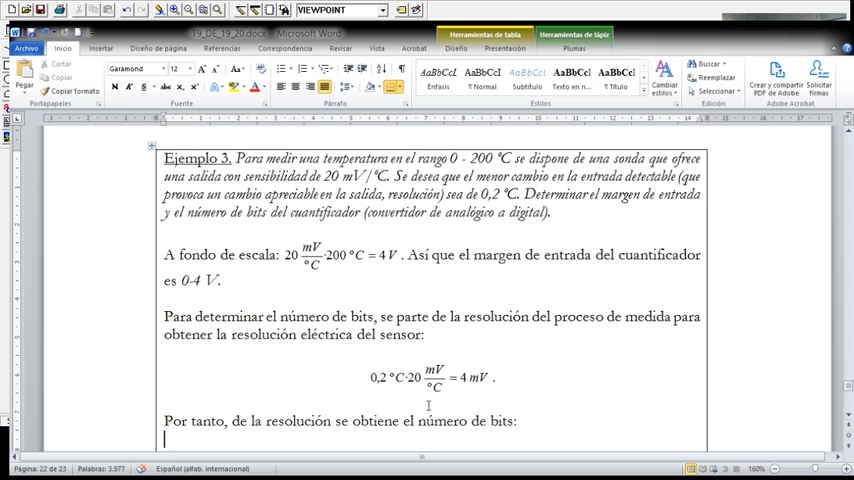 VIEWPOINT
T9_DE_19_20.docx - Microsoft Word
Herramientas de tabla
Herramientas de lápiz
Archivo Inicio Insertar Diseño de página Referencias Correspondencia Revisar Vista Complementos Acrobat Diseño Presentación Plumas
Pegar
Cortar
Copiar
Copiar formato
Garamond 12
AaBbCcL AaBbCcI AaBbCcl AaBbCc AaBbCc
Énfasis ¶ Normal Subtítulo Texto en n... ¶ Título
Cambiar estilos
Buscar
Reemplazar
Seleccionar
Crear y compartir PDF de Adobe
Solicitar firmas
Portapapeles Fuente Párrafo Estilos Edición Adobe Acrobat
Ejemplo 3. Para medir una temperatura en el rango 0 - 200 °C se dispone de una sonda que ofrece
una salida con sensibilidad de 20 mV/°C. Se desea que el menor cambio en la entrada detectable (que
provoca un cambio apreciable en la salida, resolución) sea de 0,2 °C. Determinar el margen de entrada
y el número de bits del cuantificador (convertidor de analógico a digital).
A fondo de escala: 20 mV/°C · 200 °C = 4 V . Así que el margen de entrada del cuantificador
es 0-4 V.
Para determinar el número de bits, se parte de la resolución del proceso de medida para
obtener la resolución eléctrica del sensor:
0,2 °C · 20 mV/°C = 4 mV .
Por tanto, de la resolución se obtiene el número de bits:
Página: 22 de 23 Palabras: 3.977 Español (alfab. internacional) 160%